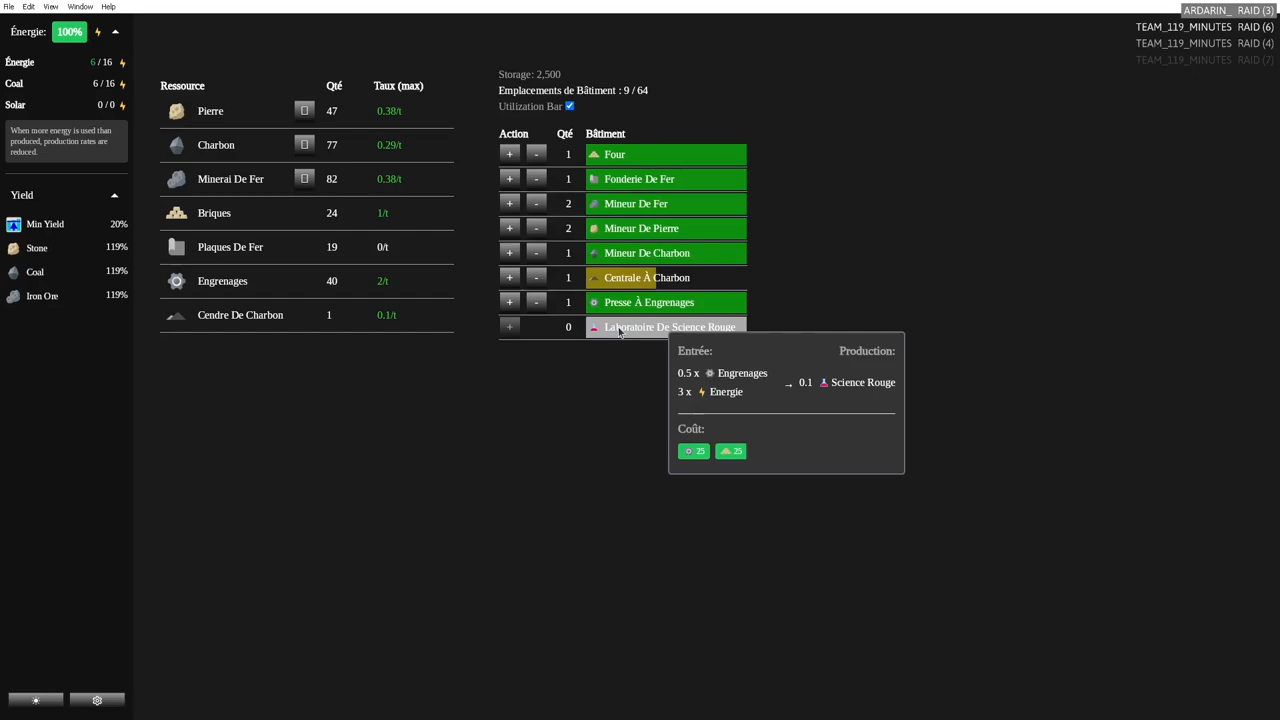 File Edit View Window Help
ARDARIN_ RAID (3)
TEAM_119_MINUTES RAID (6)
TEAM_119_MINUTES RAID (4)
TEAM_119_MINUTES RAID (7)
Énergie: 100%
Énergie 6 / 16
Coal 6 / 16
Solar 0 / 0
When more energy is used than
produced, production rates are
reduced.
Yield
Min Yield 20%
Stone 119%
Coal 119%
Iron Ore 119%
Ressource Qté Taux (max)
Pierre 47 0.38/t
Charbon 77 0.29/t
Minerai De Fer 82 0.38/t
Briques 24 1/t
Plaques De Fer 19 0/t
Engrenages 40 2/t
Cendre De Charbon 1 0.1/t
Storage: 2,500
Emplacements de Bâtiment : 9 / 64
Utilization Bar
Action Qté Bâtiment
+ - 1 Four
+ - 1 Fonderie De Fer
+ - 2 Mineur De Fer
+ - 2 Mineur De Pierre
+ - 1 Mineur De Charbon
+ - 1 Centrale À Charbon
+ - 1 Presse À Engrenages
+ 0 Laboratoire De Science Rouge
Entrée: Production:
0.5 x Engrenages
3 x Energie
→ 0.1 Science Rouge
Coût:
25 25